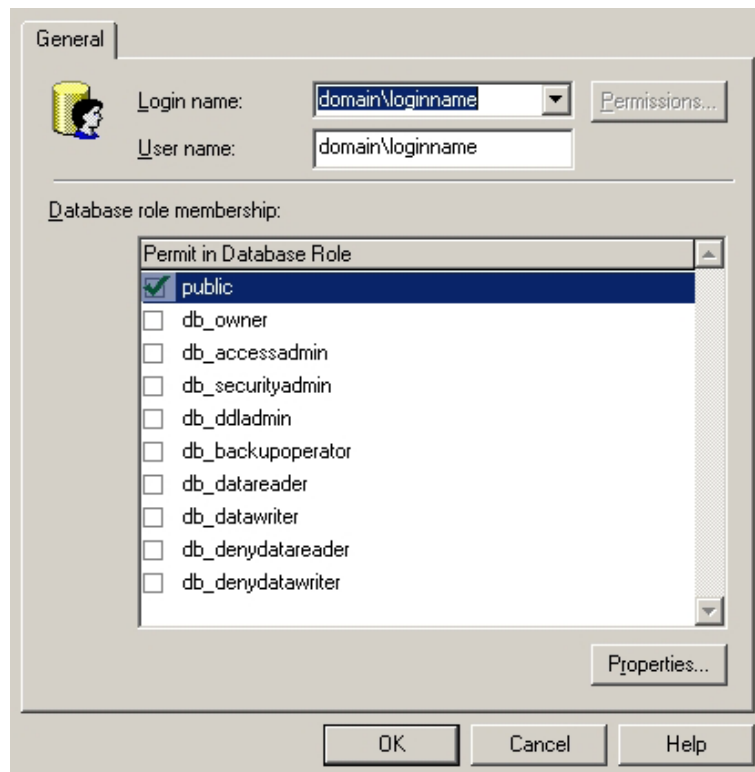 General
Login name: domain\loginname Permissions...
User name: domain\loginname
Database role membership:
Permit in Database Role
public
db_owner
db_accessadmin
db_securityadmin
db_ddladmin
db_backupoperator
db_datareader
db_datawriter
db_denydatareader
db_denydatawriter
Properties...
OK Cancel Help